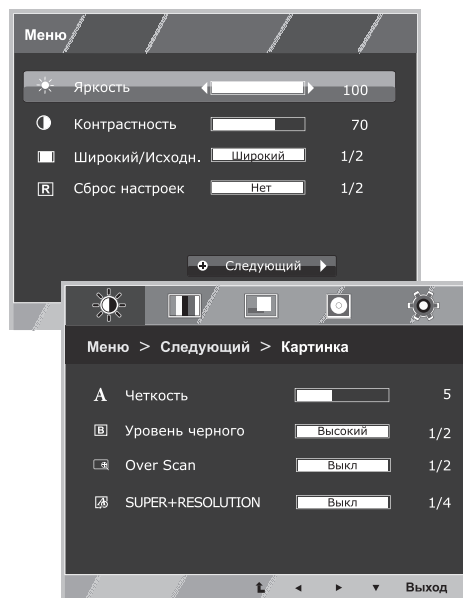 Меню
Яркость 100
Контрастность 70
Широкий/Исходн. Широкий 1/2
R Сброс настроек Нет 1/2
Следующий
Меню > Следующий > Картинка
A Четкость 5
B Уровень черного Высокий 1/2
Over Scan Выкл 1/2
SUPER+RESOLUTION Выкл 1/4
Выход